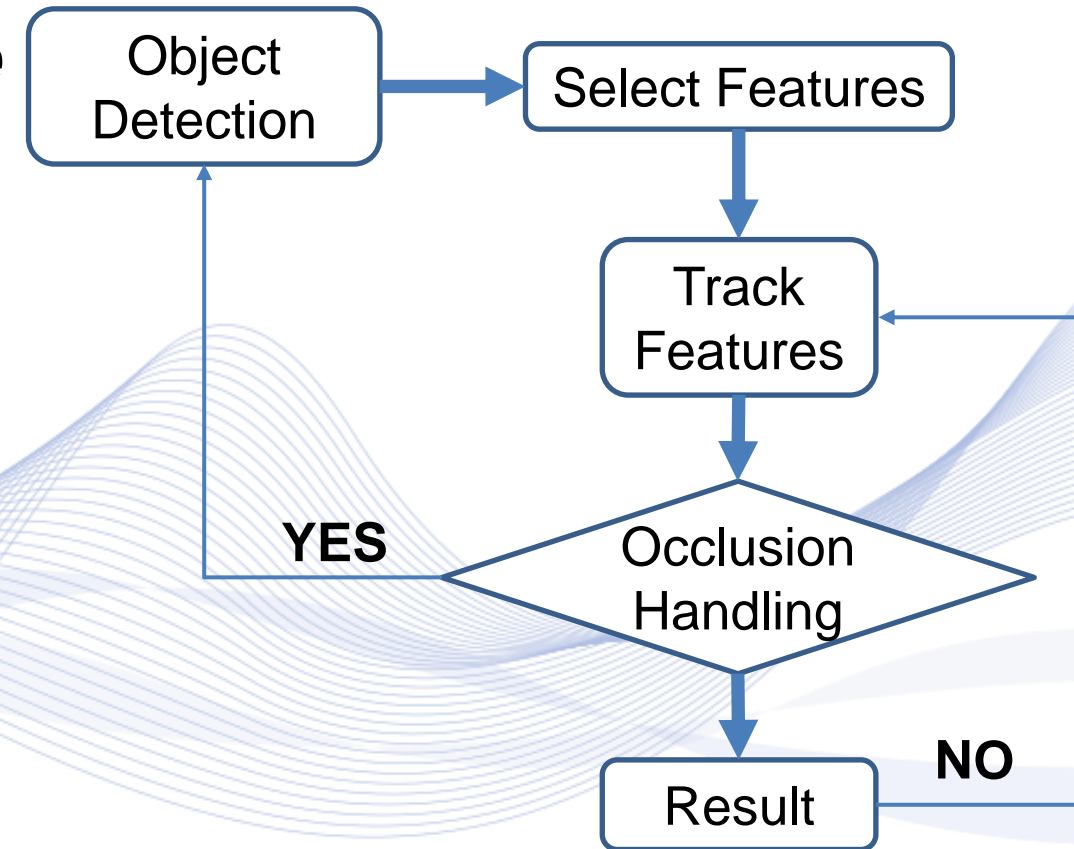 Object
Detection
Select Features
Track
Features
YES
Occlusion
Handling
NO
Result